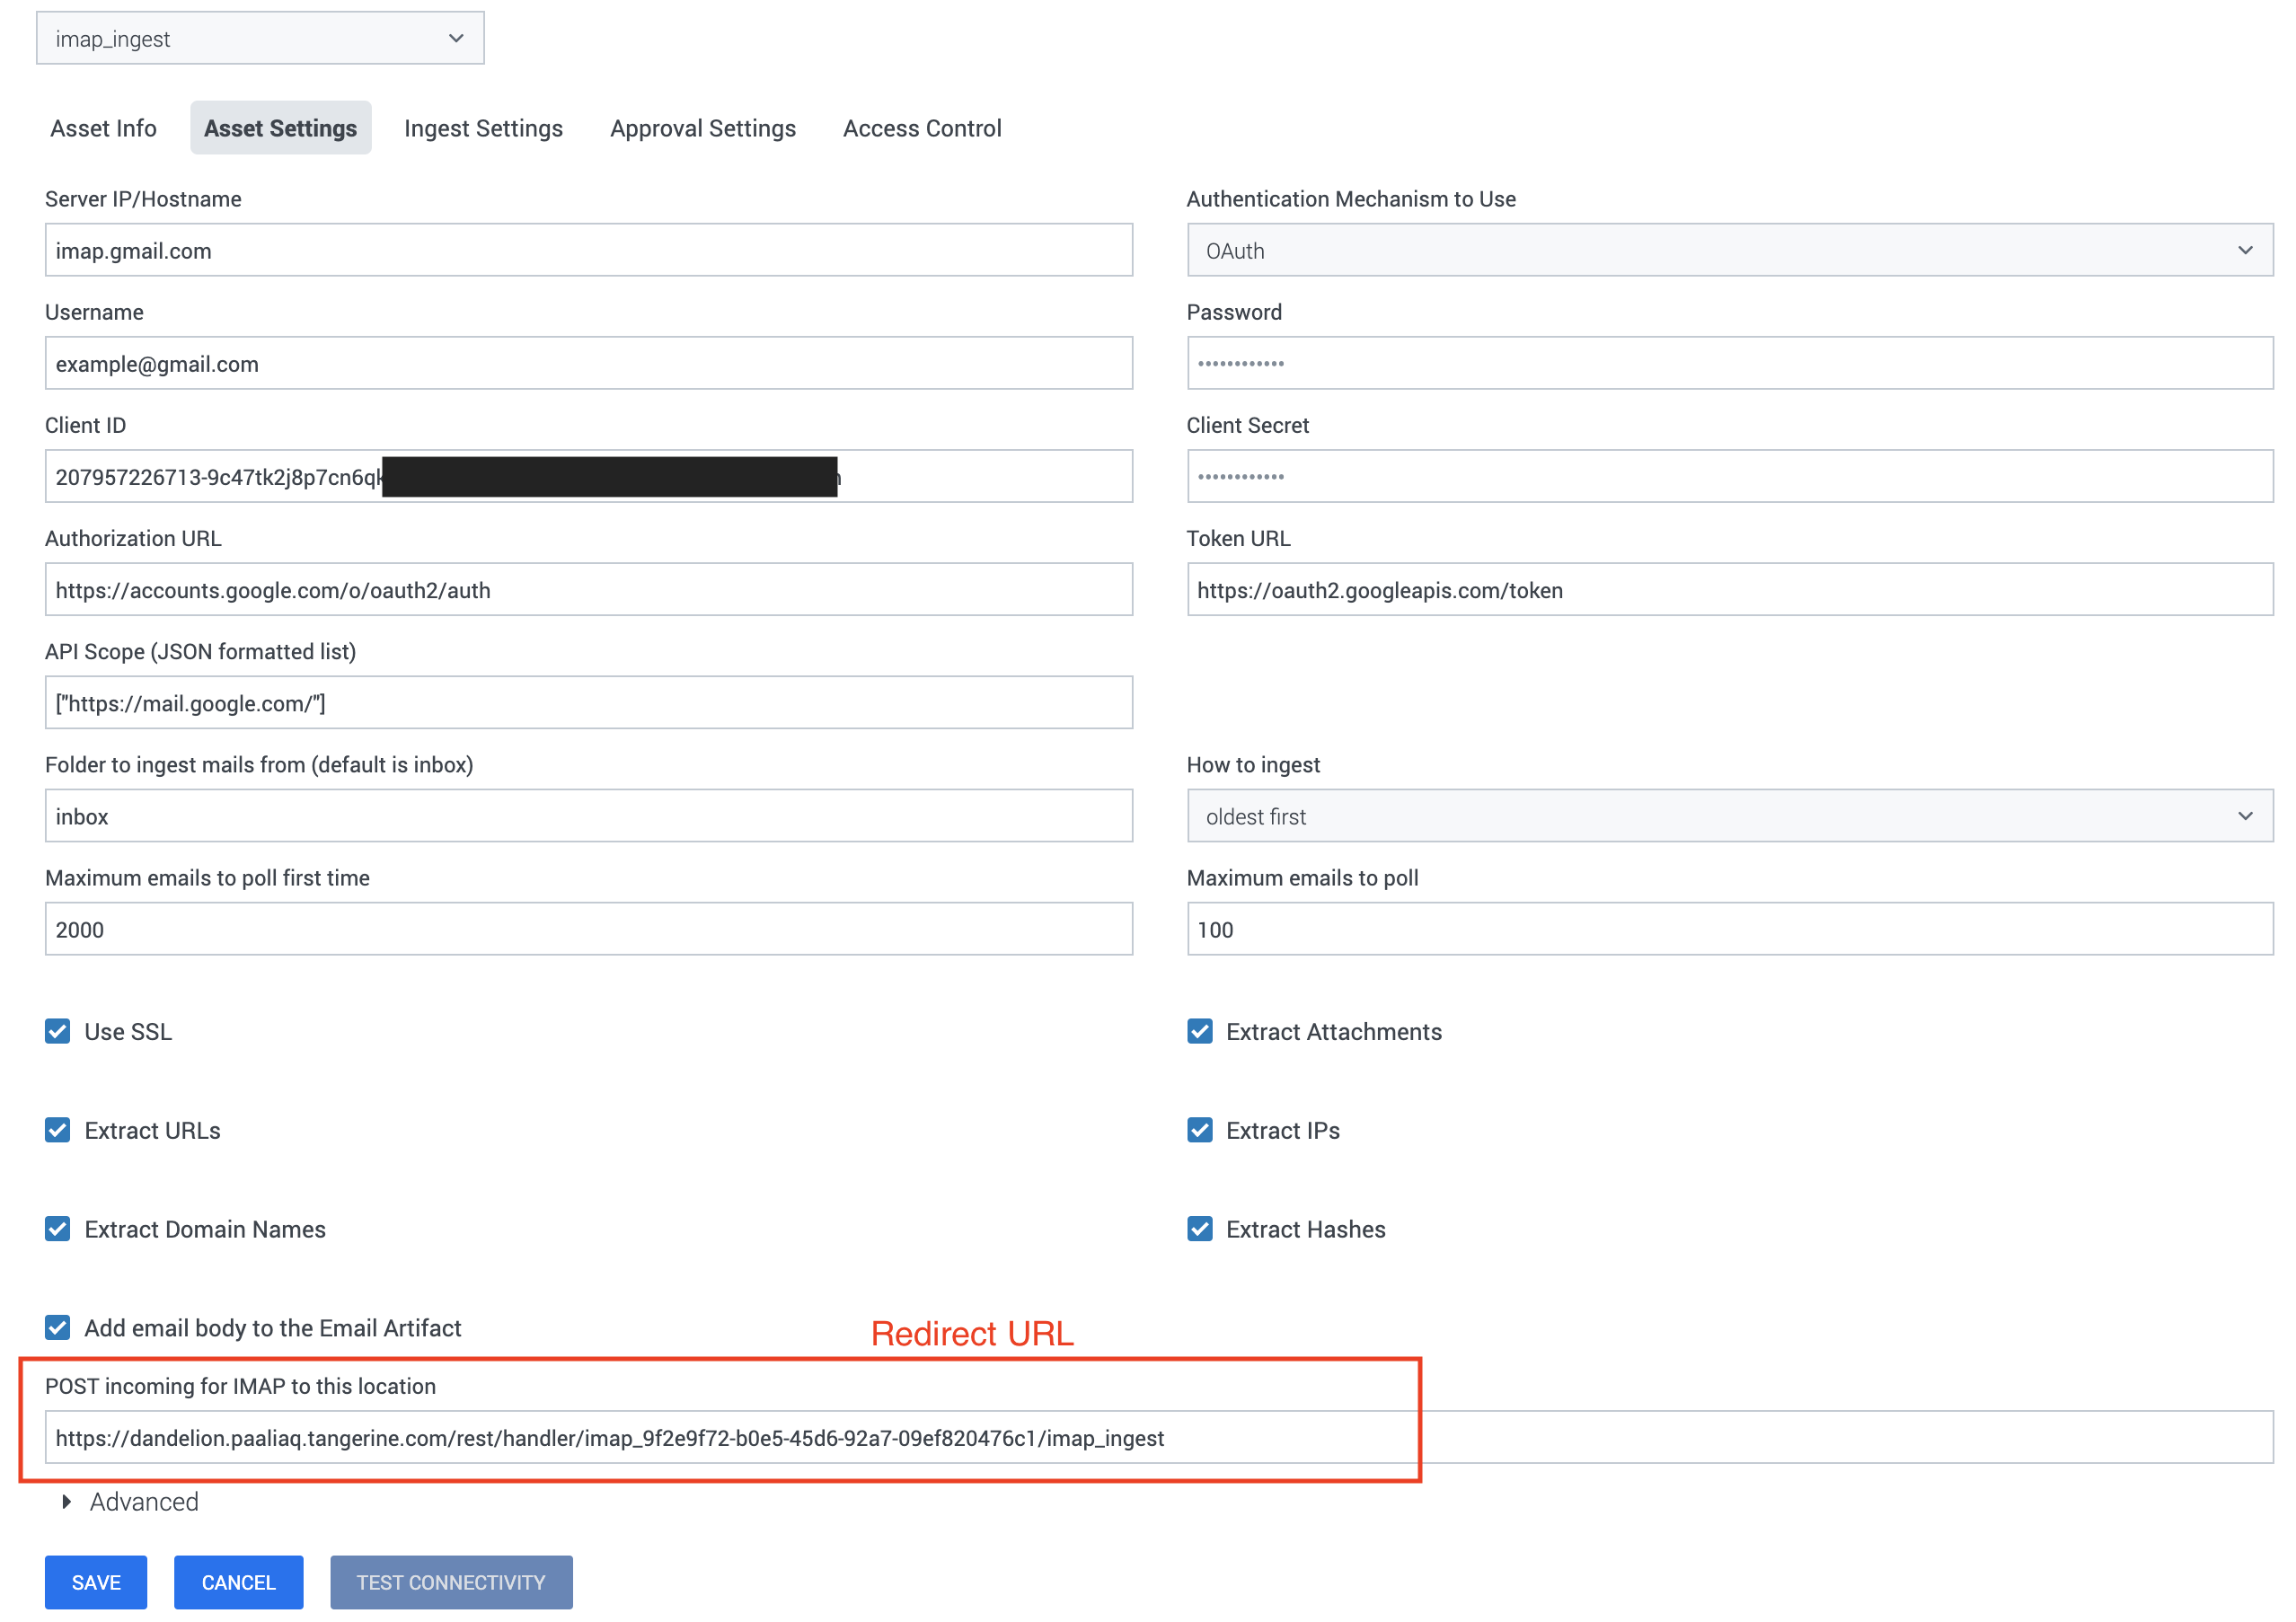 imap_ingest
Asset Info Asset Settings Ingest Settings Approval Settings Access Control
Server IP/Hostname Authentication Mechanism to Use
imap.gmail.com OAuth
Username Password
example@gmail.com ••••••••••••
Client ID Client Secret
207957226713-9c47tk2j8p7cn6q ••••••••••••
Authorization URL Token URL
https://accounts.google.com/o/oauth2/auth https://oauth2.googleapis.com/token
API Scope (JSON formatted list)
["https://mail.google.com/"]
Folder to ingest mails from (default is inbox) How to ingest
inbox oldest first
Maximum emails to poll first time Maximum emails to poll
2000 100
Use SSL Extract Attachments
Extract URLs Extract IPs
Extract Domain Names Extract Hashes
Add email body to the Email Artifact
Redirect URL
POST incoming for IMAP to this location
https://dandelion.paaliaq.tangerine.com/rest/handler/imap_9f2e9f72-b0e5-45d6-92a7-09ef820476c1/imap_ingest
Advanced
SAVE CANCEL TEST CONNECTIVITY